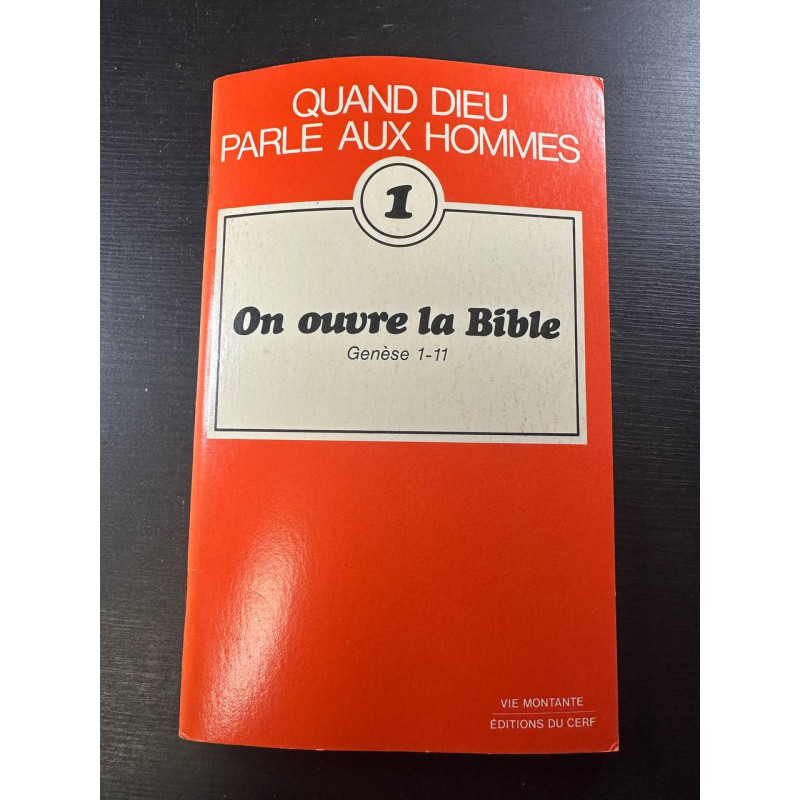 QUAND DIEU
PARLE AUX HOMMES
1
On ouvre la Bible
Genèse 1-11
VIE MONTANTE
ÉDITIONS DU CERF